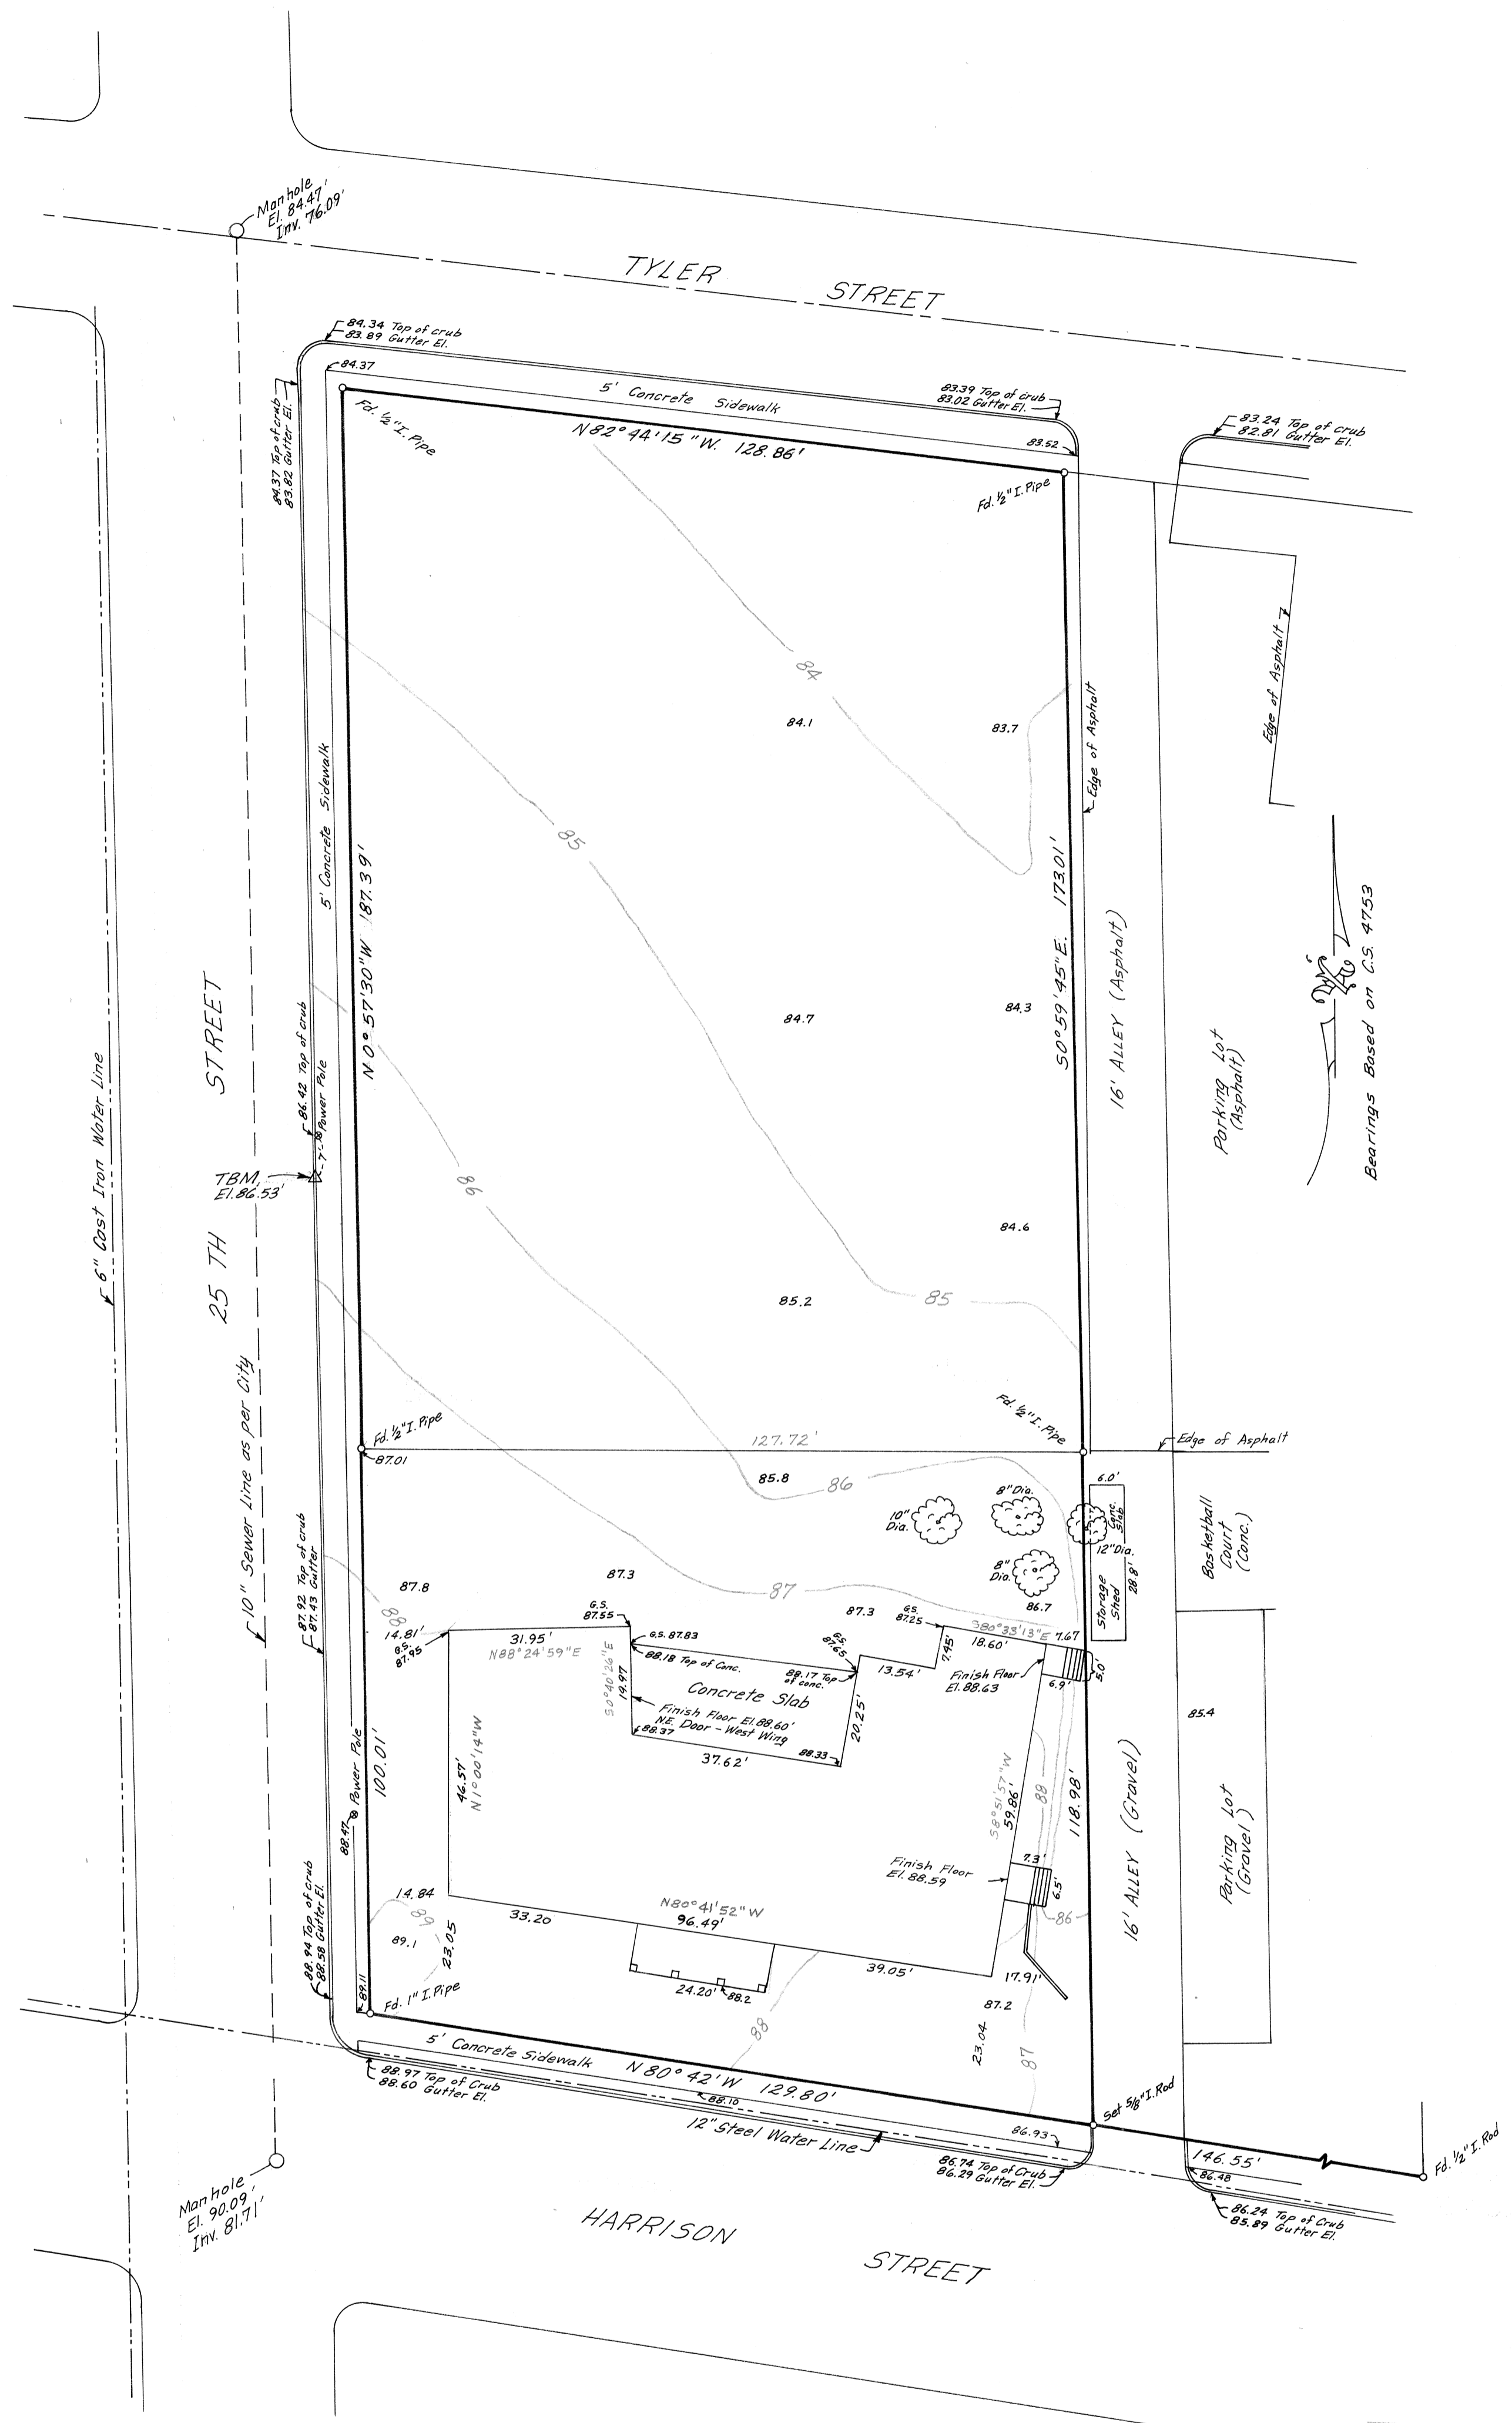 Manhole
El. 84.47'
Inv. 76.09'
TYLER STREET
84.34 Top of crub
83.89 Gutter El.
84.37
84.37 Top of crub
83.82 Gutter El.
5' Concrete Sidewalk
83.39 Top of crub
83.02 Gutter El.
83.52
83.24 Top of crub
82.81 Gutter El.
Fd. 1/2" I. Pipe
N82°44'15"W. 128.86'
Fd. 1/2" I. Pipe
84
84.1
83.7
Edge of Asphalt
Edge of Asphalt
5' Concrete Sidewalk
85
N 0°57'30"W 187.39'
S0°59'45"E. 173.01'
16' ALLEY (Asphalt)
Parking Lot
(Asphalt)
Bearings Based on C.S. 4753
84.7
84.3
6" Cast Iron Water Line
25 TH STREET
86.42 Top of crub
7'
Power Pole
TBM
El. 86.53'
86
84.6
85.2
85
10" Sewer Line as per City
Fd. 1/2" I. Pipe
87.01
127.72'
Fd. 1/2" I. Pipe
Edge of Asphalt
85.8
86
6.0'
8" Dia.
10"
Dia.
Conc.
Slab
12" Dia.
8"
Dia.
28.8'
Storage
Shed
Basketball
Court
(Conc.)
87.92 Top of crub
87.43 Gutter
87.8
87.3
87
87.3
86.7
88
14.81'
G.S.
87.95
31.95'
N88°24'59"E
G.S.
87.55
G.S. 87.83
88.18 Top of Conc.
S0°40'26"E
19.97
G.S.
87.65
G.S.
87.25
88.17 Top
of conc.
13.54'
7.45'
S80°33'13"E
18.60'
7.67
Finish Floor
El. 88.63
6.9'
5.0'
Concrete Slab
Finish Floor El. 88.60'
N.E. Door - West Wing
88.37
88.33
37.62'
20.25'
85.4
46.57'
N1°00'14"W
100.01'
Power Pole
88.47
S8°51'57"W
59.86'
88
118.98'
16' ALLEY (Gravel)
Parking Lot
(Gravel)
Finish Floor
El. 88.59
7.3'
6.5'
86
14.84
89
89.1
23.05
33.20
N80°41'52"W
96.49'
24.20'
88.2
39.05'
17.91'
87.2
88.94 Top of crub
88.58 Gutter El.
89.11
Fd. 1" I. Pipe
88
23.04
87
5' Concrete Sidewalk
N 80°42'W 129.80'
88.97 Top of Crub
88.60 Gutter El.
88.10
12" Steel Water Line
86.93
86.74 Top of Crub
86.29 Gutter El.
Set 5/8" I. Rod
146.55'
86.48
86.24 Top of Crub
85.89 Gutter El.
Fd. 1/2" I. Rod
Manhole
El. 90.09'
Inv. 81.71'
HARRISON STREET